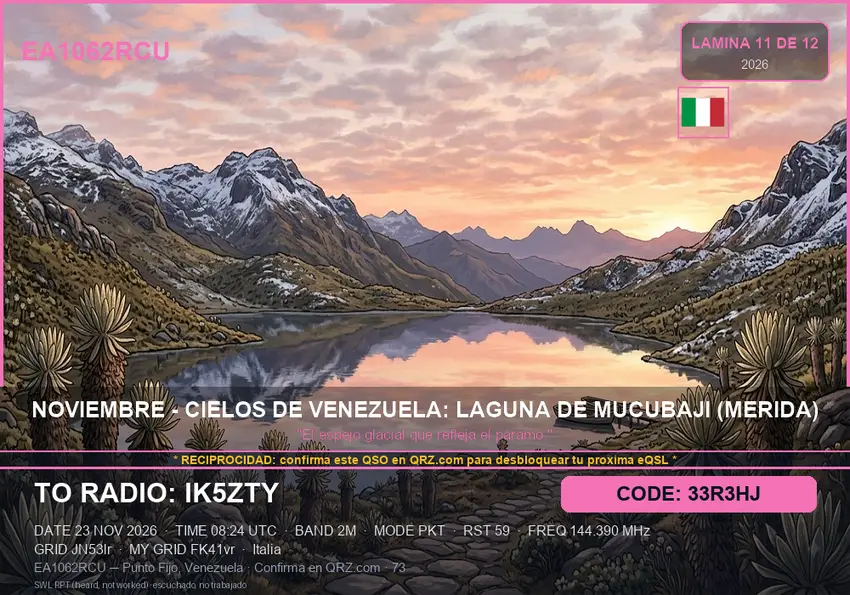 EA1062RCU
LAMINA 11 DE 12
2026
NOVIEMBRE - CIELOS DE VENEZUELA: LAGUNA DE MUCUBAJI (MERIDA)
"El espejo glacial que refleja el paramo."
* RECIPROCIDAD: confirma este QSO en QRZ.com para desbloquear tu proxima eQSL *
TO RADIO: IK5ZTY
CODE: 33R3HJ
DATE 23 NOV 2026 · TIME 08:24 UTC · BAND 2M · MODE PKT · RST 59 · FREQ 144.390 MHz
GRID JN53lr · MY GRID FK41vr · Italia
EA1062RCU — Punto Fijo, Venezuela · Confirma en QRZ.com · 73
SWL RPT (heard, not worked) · escuchado, no trabajado